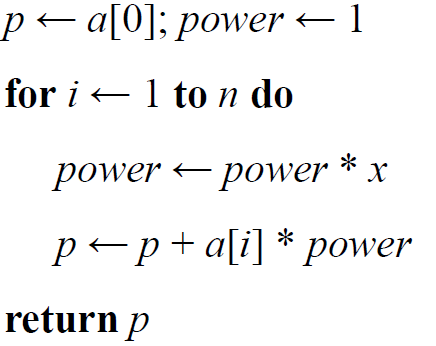 p ← a[0]; power ← 1
for i ← 1 to n do
power ← power * x
p ← p + a[i] * power
return p